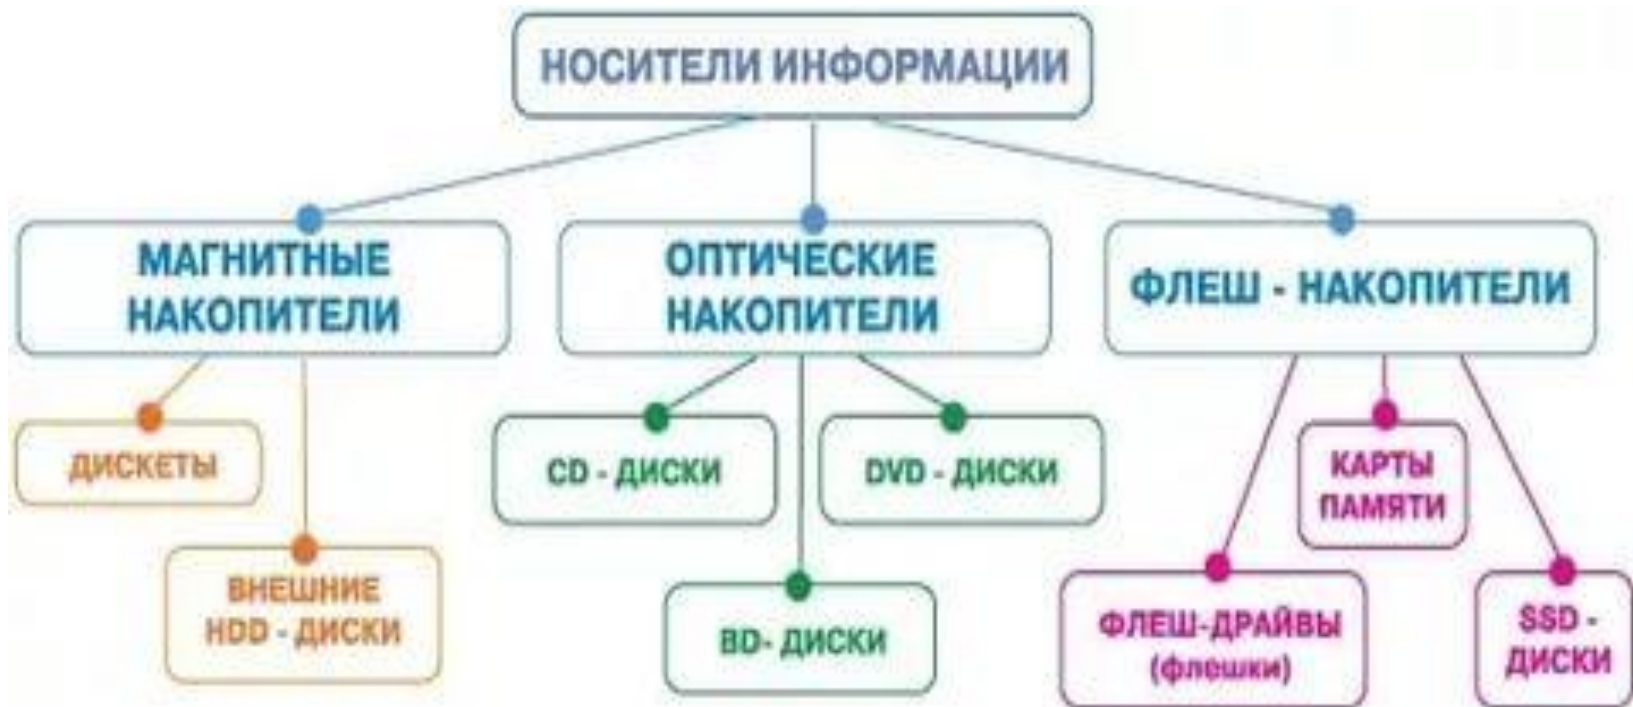 НОСИТЕЛИ ИНФОРМАЦИИ
МАГНИТНЫЕ
НАКОПИТЕЛИ
ОПТИЧЕСКИЕ
НАКОПИТЕЛИ
ФЛЕШ - НАКОПИТЕЛИ
ДИСКЕТЫ
ВНЕШНИЕ
HDD - ДИСКИ
CD - ДИСКИ
DVD - ДИСКИ
BD- ДИСКИ
КАРТЫ
ПАМЯТИ
ФЛЕШ-ДРАЙВЫ
(флешки)
SSD -
ДИСКИ